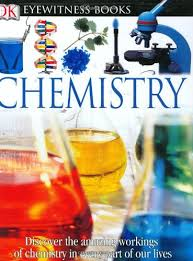 DK EYEWITNESS BOOKS
CHEMISTRY
Discover the amazing workings
of chemistry in every part of our lives